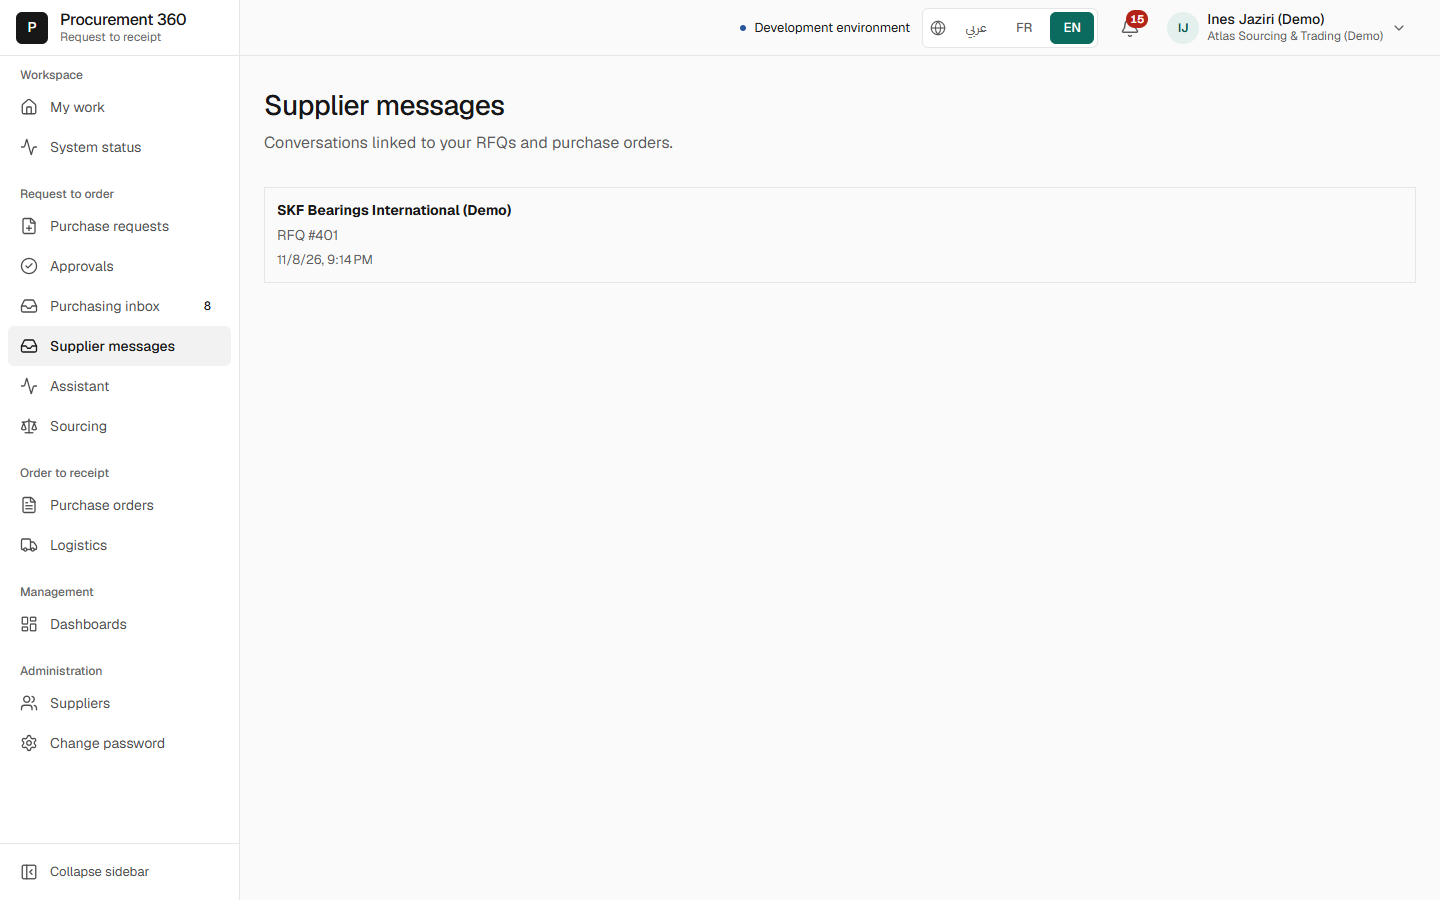 P
Procurement 360
Request to receipt
Development environment
عربي
FR
EN
15
IJ
Ines Jaziri (Demo)
Atlas Sourcing & Trading (Demo)
Workspace
My work
System status
Request to order
Purchase requests
Approvals
Purchasing inbox 8
Supplier messages
Assistant
Sourcing
Order to receipt
Purchase orders
Logistics
Management
Dashboards
Administration
Suppliers
Change password
Collapse sidebar
Supplier messages
Conversations linked to your RFQs and purchase orders.
SKF Bearings International (Demo)
RFQ #401
11/8/26, 9:14 PM